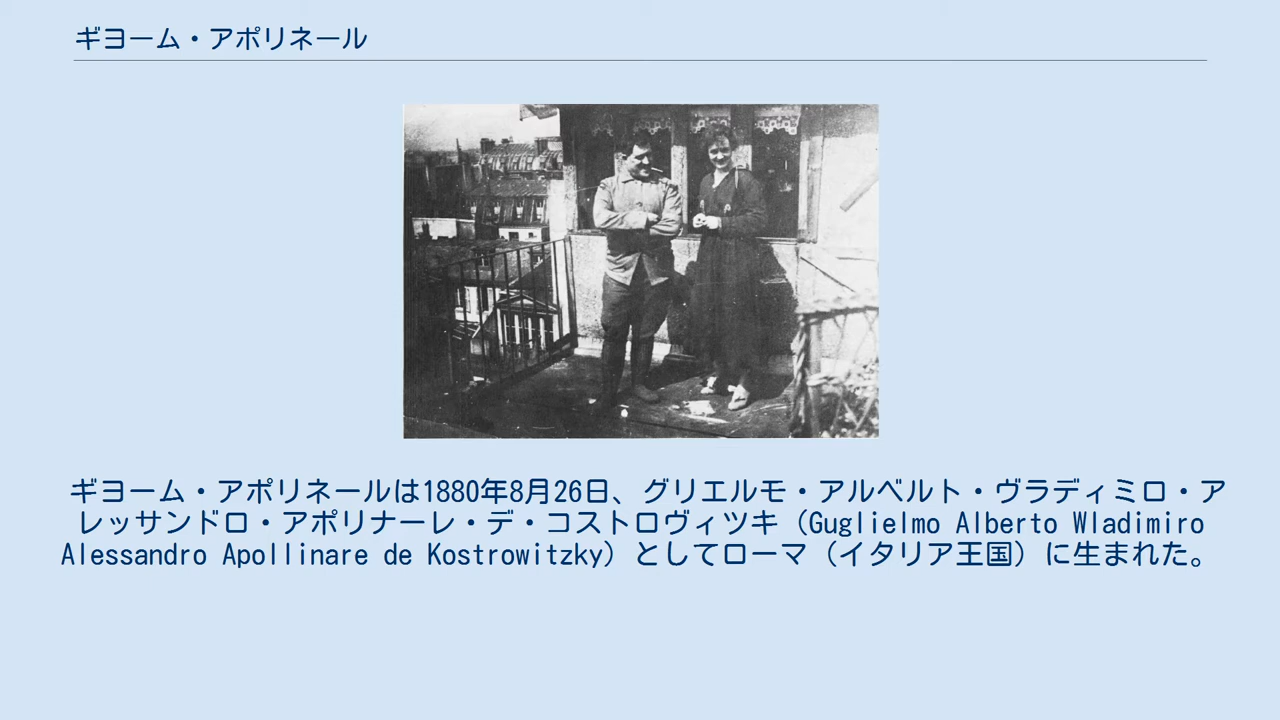 ギヨーム・アポリネール
ギヨーム・アポリネールは1880年8月26日、グリエルモ・アルベルト・ヴラディミロ・ア
レッサンドロ・アポリナーレ・デ・コストロヴィツキ（Guglielmo Alberto Wladimiro
Alessandro Apollinare de Kostrowitzky）としてローマ（イタリア王国）に生まれた。